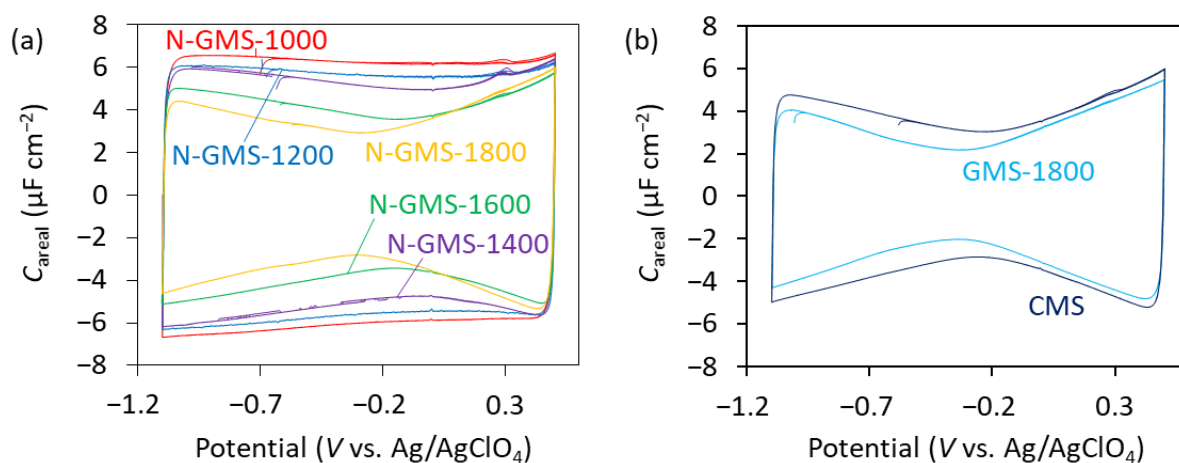 (a)
N-GMS-1000
N-GMS-1200
N-GMS-1800
N-GMS-1600
N-GMS-1400
8
6
4
2
0
−2
−4
−6
−8
C areal (µF cm−2)
−1.2 −0.7 −0.2 0.3
Potential (V vs. Ag/AgClO4)
(b)
GMS-1800
CMS
8
6
4
2
0
−2
−4
−6
−8
C areal (µF cm−2)
−1.2 −0.7 −0.2 0.3
Potential (V vs. Ag/AgClO4)